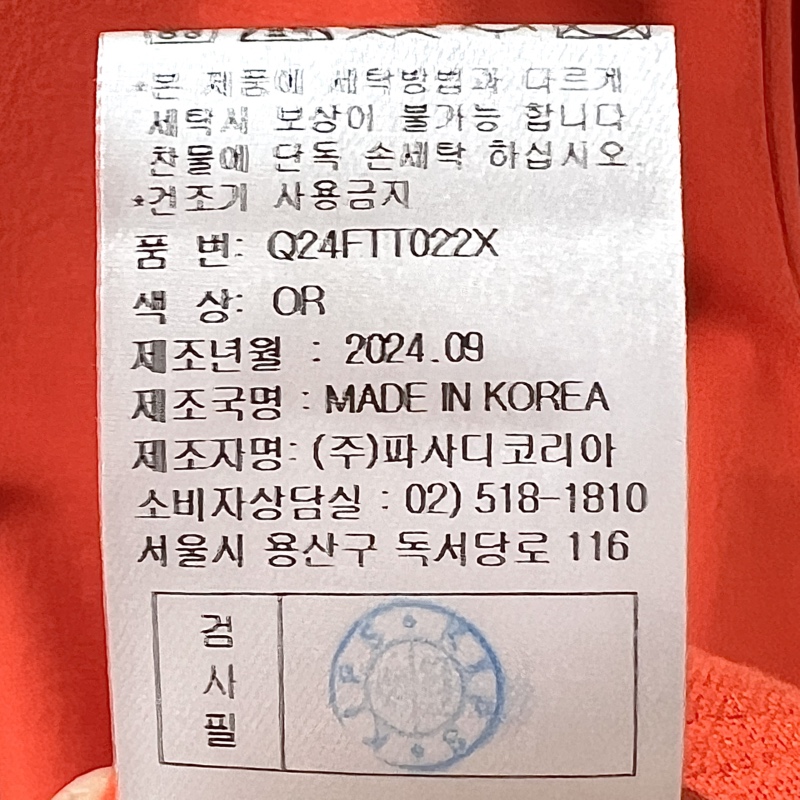 *본 제품에 세탁방법과 다르게
세탁시 보상이 불가능 합니다
찬물에 단독 손세탁 하십시오.
*건조기 사용금지
품 번: Q24FTT022X
색 상: OR
제조년월 : 2024.09
제조국명 : MADE IN KOREA
제조자명: (주)파사디코리아
소비자상담실 : 02) 518-1810
서울시 용산구 독서당로 116
검
사
필